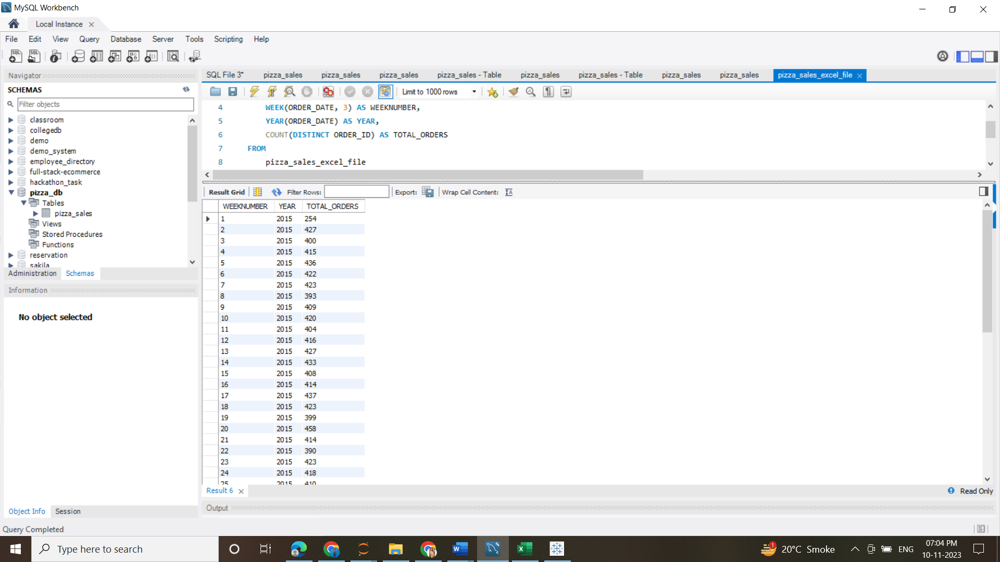 MySQL Workbench
Local Instance
File Edit View Query Database Server Tools Scripting Help
Navigator
SCHEMAS
Filter objects
classroom
collegedb
demo
demo_system
employee_directory
full-stack-ecommerce
hackathon_task
pizza_db
Tables
pizza_sales
Views
Stored Procedures
Functions
reservation
sakila
Administration Schemas
Information
No object selected
Object Info Session
SQL File 3* pizza_sales pizza_sales pizza_sales pizza_sales - Table pizza_sales pizza_sales - Table pizza_sales pizza_sales pizza_sales_excel_file
Limit to 1000 rows
4 WEEK(ORDER_DATE, 3) AS WEEKNUMBER,
5 YEAR(ORDER_DATE) AS YEAR,
6 COUNT(DISTINCT ORDER_ID) AS TOTAL_ORDERS
7 FROM
8 pizza_sales_excel_file
Result Grid Filter Rows: Export: Wrap Cell Content:
WEEKNUMBER YEAR TOTAL_ORDERS
1 2015 254
2 2015 427
3 2015 400
4 2015 415
5 2015 436
6 2015 422
7 2015 423
8 2015 393
9 2015 409
10 2015 420
11 2015 404
12 2015 416
13 2015 427
14 2015 433
15 2015 408
16 2015 414
17 2015 437
18 2015 423
19 2015 399
20 2015 458
21 2015 414
22 2015 390
23 2015 423
24 2015 418
25 2015 410
Result 6
Read Only
Output
Query Completed
Type here to search
20°C Smoke
ENG
07:04 PM
10-11-2023